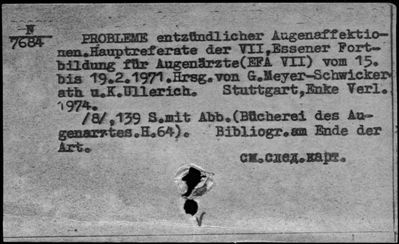 N
7684
PROBLEME entzündlicher Augenaffektio-
nen.Hauptreferate der VII,Essener Fort-
bildung für Augenärzte(EFA VII) vom 15.
bis 19.2.1971.Hrsg.von G.Meyer-Schwicker
ath u.K.Ullerich. Stuttgart,Enke Verl.
1974.
/8/,139 S.mit Abb.(Bücherei des Au-
genarztes.H.64). Bibliogr.am Ende der
Art.
см.след.карт.